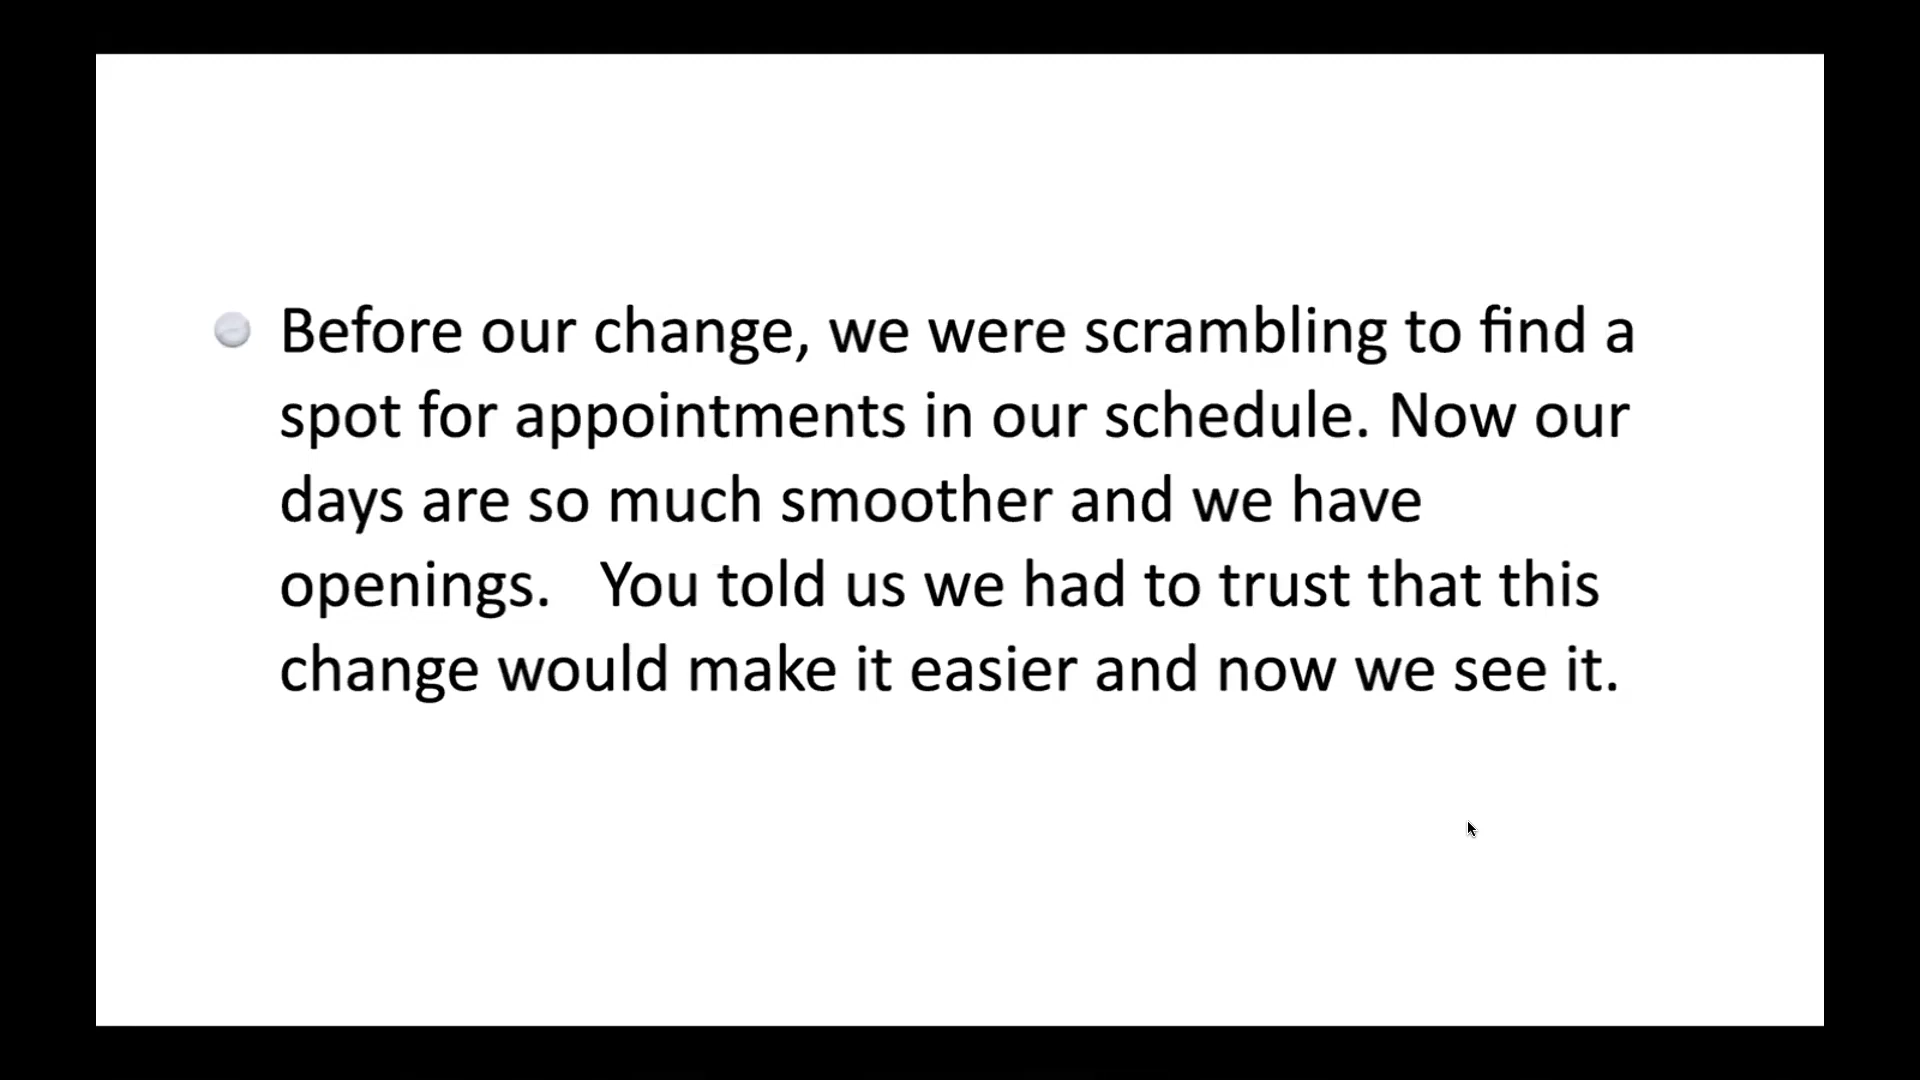 Before our change, we were scrambling to find a
spot for appointments in our schedule. Now our
days are so much smoother and we have
openings.   You told us we had to trust that this
change would make it easier and now we see it.